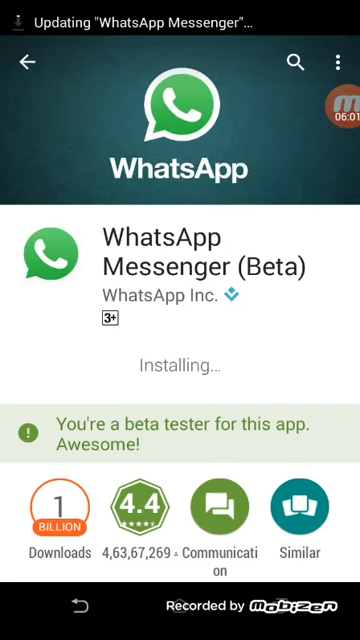 Updating "WhatsApp Messenger"...
06:01
WhatsApp
WhatsApp
Messenger (Beta)
WhatsApp Inc.
3+
Installing...
You're a beta tester for this app.
Awesome!
1
BILLION
Downloads
4.4
4,63,67,269
Communicati
on
Similar
Recorded by mobizen